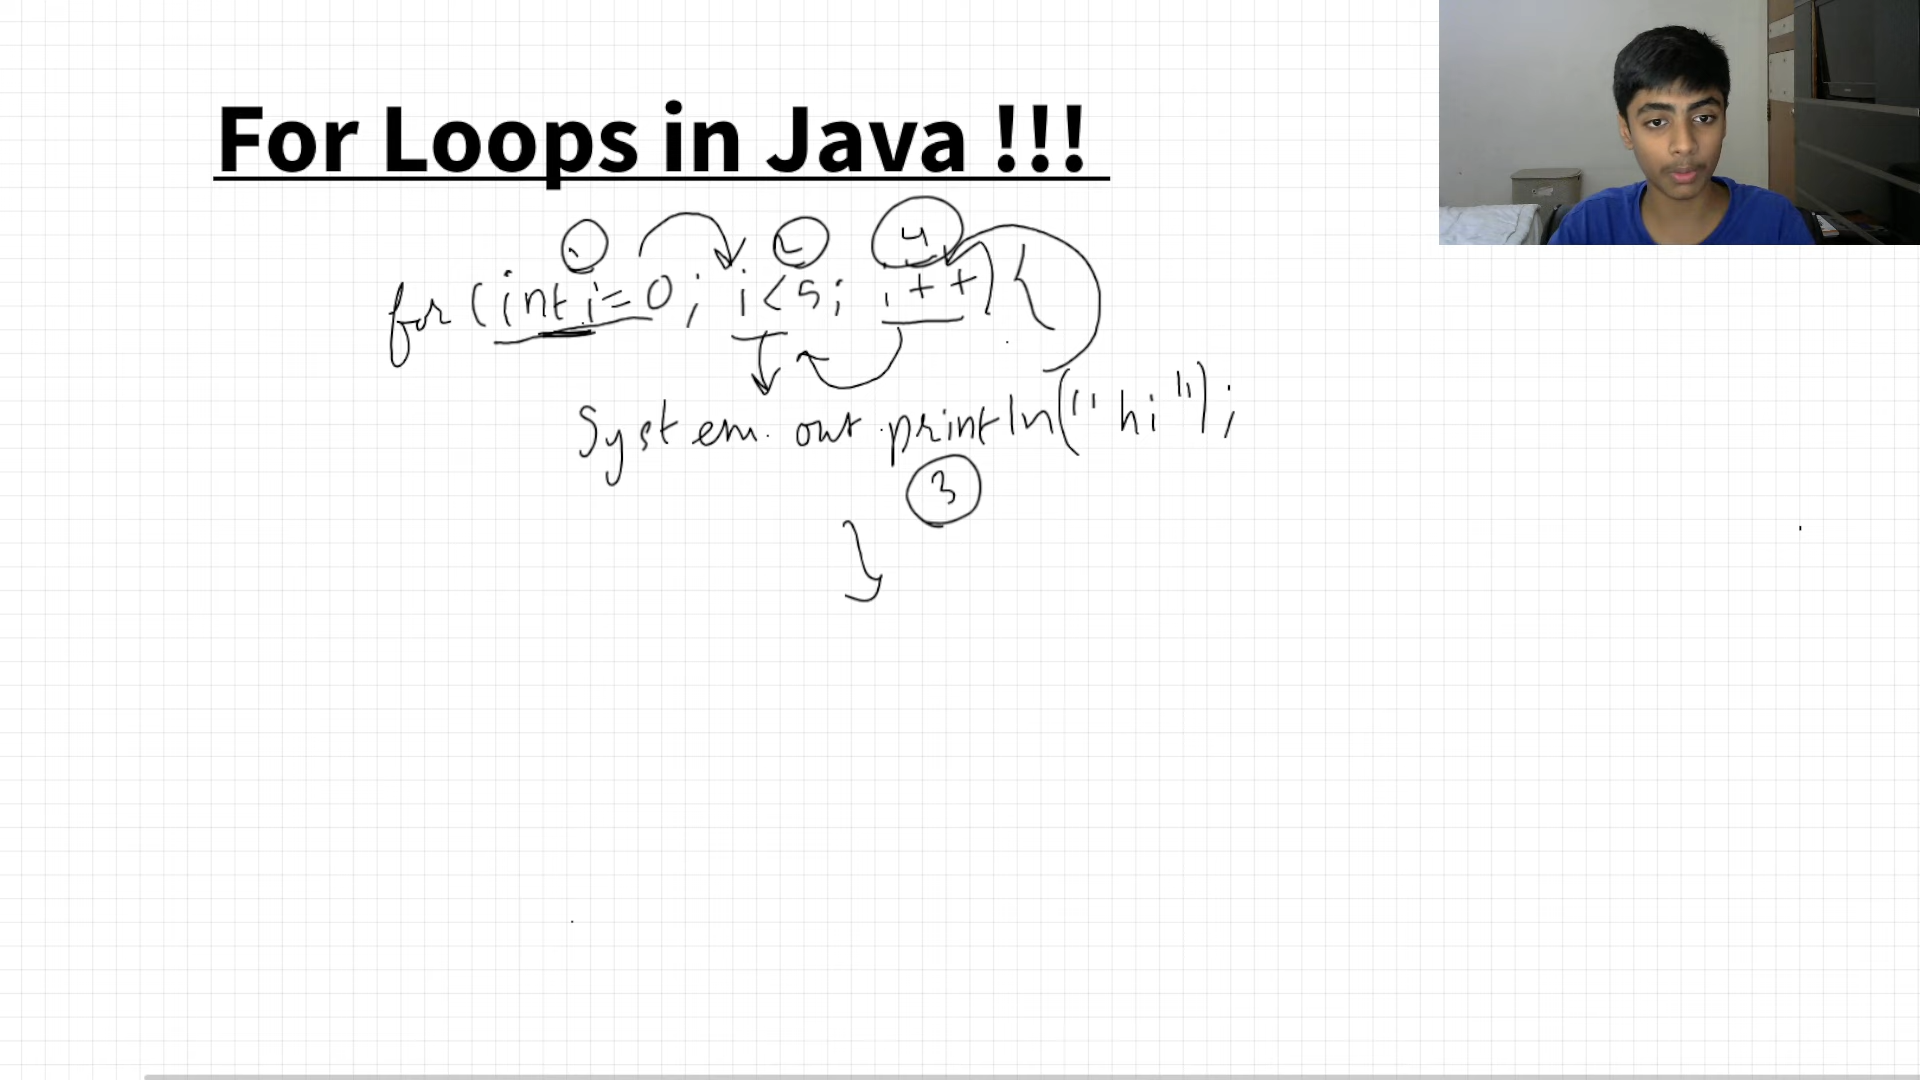 For Loops in Java !!!
1 2 4
for (int i=0; i<5; i++) {
System.out.println("hi");
3
}